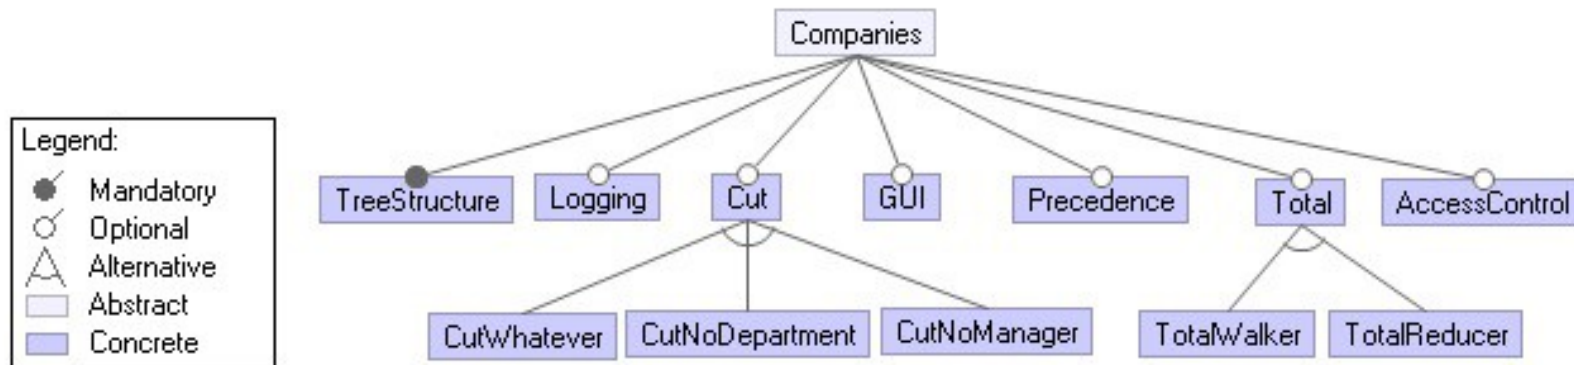 Companies
Legend:
Mandatory
Optional
Alternative
Abstract
Concrete
TreeStructure
Logging
Cut
GUI
Precedence
Total
AccessControl
CutWhatever
CutNoDepartment
CutNoManager
TotalWalker
TotalReducer